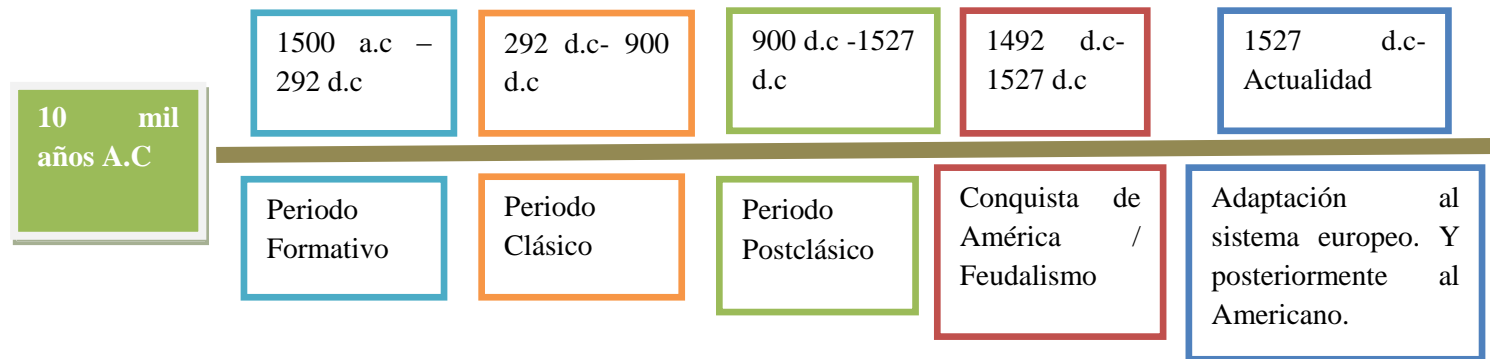 10 mil
años A.C
1500 a.c –
292 d.c
292 d.c- 900
d.c
900 d.c -1527
d.c
1492 d.c-
1527 d.c
1527 d.c-
Actualidad
Periodo
Formativo
Periodo
Clásico
Periodo
Postclásico
Conquista de
América /
Feudalismo
Adaptación al
sistema europeo. Y
posteriormente al
Americano.